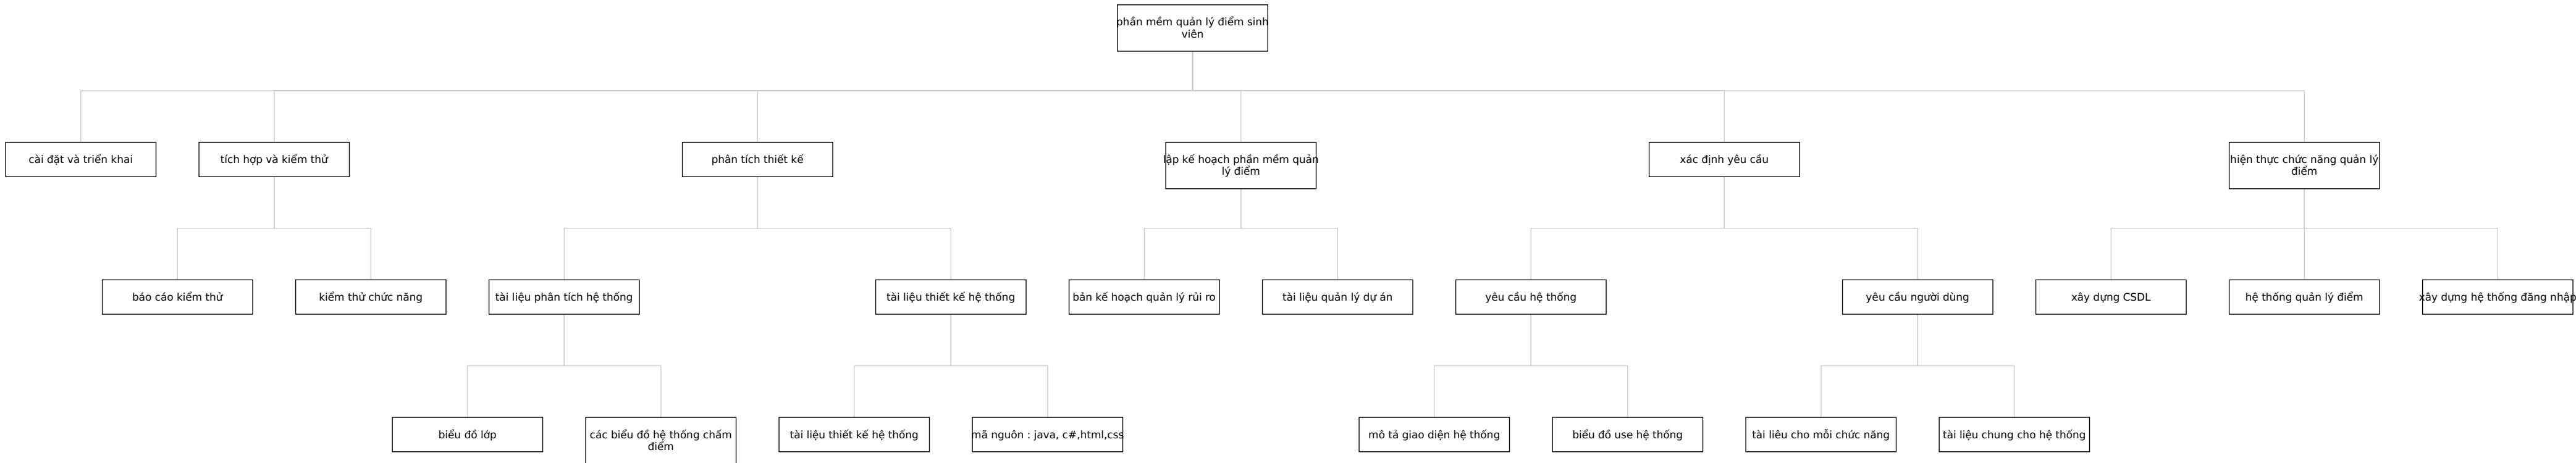 phần mềm quản lý điểm sinh
viên
cài đặt và triển khai
tích hợp và kiểm thử
phân tích thiết kế
lập kế hoạch phần mềm quản
lý điểm
xác định yêu cầu
hiện thực chức năng quản lý
điểm
báo cáo kiểm thử
kiểm thử chức năng
tài liệu phân tích hệ thống
tài liệu thiết kế hệ thống
bản kế hoạch quản lý rủi ro
tài liệu quản lý dự án
yêu cầu hệ thống
yêu cầu người dùng
xây dựng CSDL
hệ thống quản lý điểm
xây dựng hệ thống đăng nhập
biểu đồ lớp
các biểu đồ hệ thống chấm
điểm
tài liệu thiết kế hệ thống
mã nguồn : java, c#,html,css
mô tả giao diện hệ thống
biểu đồ use hệ thống
tài liêu cho mỗi chức năng
tài liệu chung cho hệ thống